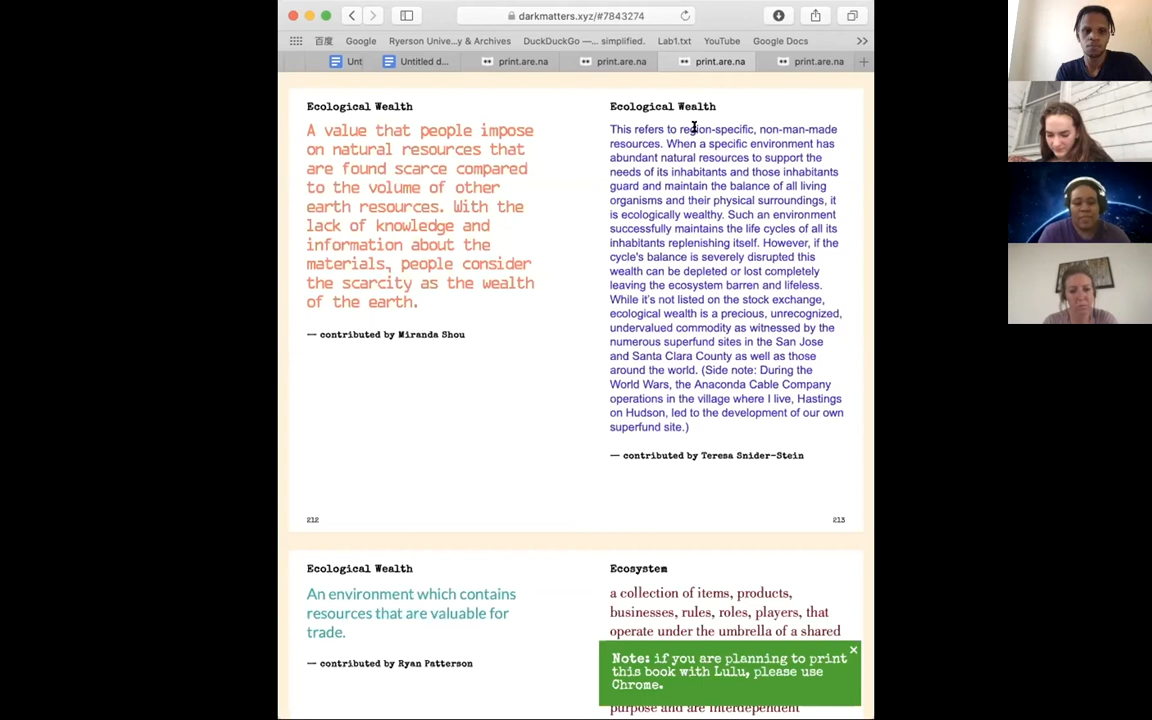 darkmatters.xyz/#7843274
百度
Google
Ryerson Unive...y & Archives
DuckDuckGo — ... simplified.
Lab1.txt
YouTube
Google Docs
Unt
Untitled d...
print.are.na
print.are.na
print.are.na
print.are.na
Ecological Wealth
A value that people impose
on natural resources that
are found scarce compared
to the volume of other
earth resources. With the
lack of knowledge and
information about the
materials, people consider
the scarcity as the wealth
of the earth.
— contributed by Miranda Shou
212
Ecological Wealth
This refers to region-specific, non-man-made
resources. When a specific environment has
abundant natural resources to support the
needs of its inhabitants and those inhabitants
guard and maintain the balance of all living
organisms and their physical surroundings, it
is ecologically wealthy. Such an environment
successfully maintains the life cycles of all its
inhabitants replenishing itself. However, if the
cycle's balance is severely disrupted this
wealth can be depleted or lost completely
leaving the ecosystem barren and lifeless.
While it's not listed on the stock exchange,
ecological wealth is a precious, unrecognized,
undervalued commodity as witnessed by the
numerous superfund sites in the San Jose
and Santa Clara County as well as those
around the world. (Side note: During the
World Wars, the Anaconda Cable Company
operations in the village where I live, Hastings
on Hudson, led to the development of our own
superfund site.)
— contributed by Teresa Snider-Stein
213
Ecological Wealth
An environment which contains
resources that are valuable for
trade.
— contributed by Ryan Patterson
Ecosystem
a collection of items, products,
businesses, rules, roles, players, that
operate under the umbrella of a shared
Note: if you are planning to print
this book with Lulu, please use
Chrome.
purpose and are interdependent